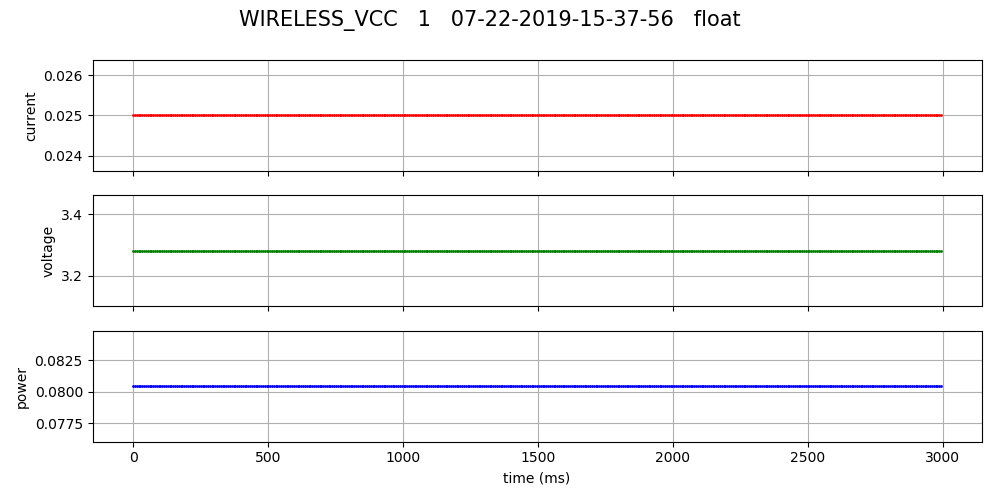 WIRELESS_VCC 1 07-22-2019-15-37-56 float
0.026
0.025
0.024
current
3.4
3.2
voltage
0.0825
0.0800
0.0775
power
0 500 1000 1500 2000 2500 3000
time (ms)